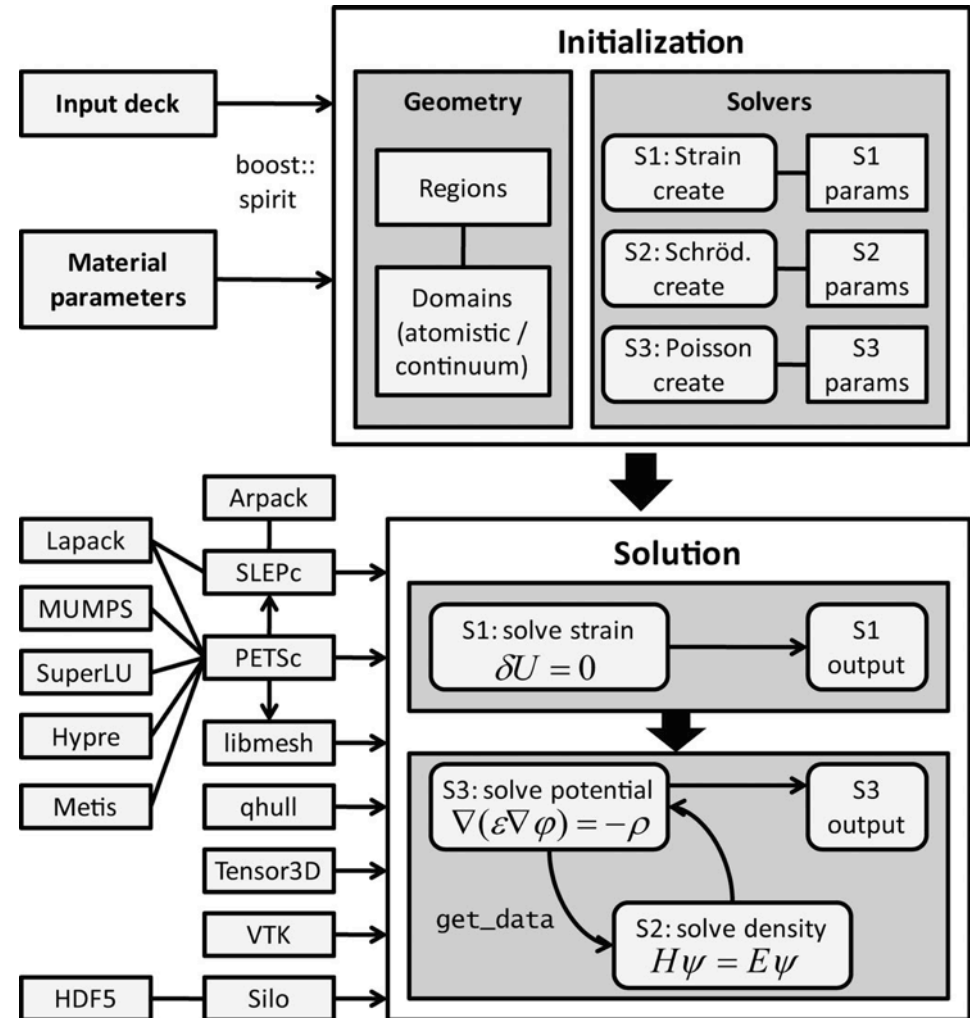 Initialization
Input deck
boost::
spirit
Material
parameters
Geometry
Regions
Domains
(atomistic /
continuum)
Solvers
S1: Strain
create
S1
params
S2: Schröd.
create
S2
params
S3: Poisson
create
S3
params
Arpack
Lapack
SLEPc
MUMPS
PETSc
SuperLU
Hypre
libmesh
Metis
qhull
Tensor3D
VTK
HDF5
Silo
Solution
S1: solve strain
δU = 0
S1
output
S3: solve potential
∇(ε∇φ) = −ρ
S3
output
get_data
S2: solve density
Hψ = Eψ